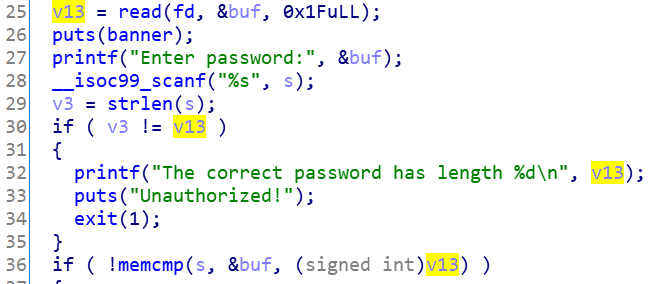 25 v13 = read(fd, &buf, 0x1FuLL);
26 puts(banner);
27 printf("Enter password:", &buf);
28 __isoc99_scanf("%s", s);
29 v3 = strlen(s);
30 if ( v3 != v13 )
31 {
32 printf("The correct password has length %d\n", v13);
33 puts("Unauthorized!");
34 exit(1);
35 }
36 if ( !memcmp(s, &buf, (signed int)v13) )